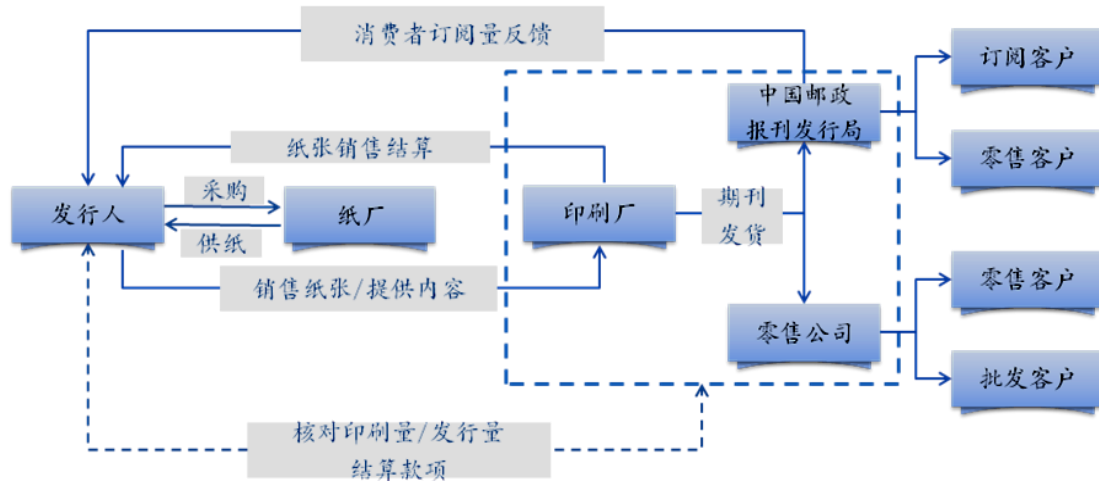 消费者订阅量反馈
订阅客户
中国邮政
报刊发行局
纸张销售结算
零售客户
采购
发行人
纸厂
印刷厂
期刊
发货
供纸
销售纸张/提供内容
零售客户
零售公司
批发客户
核对印刷量/发行量
结算款项